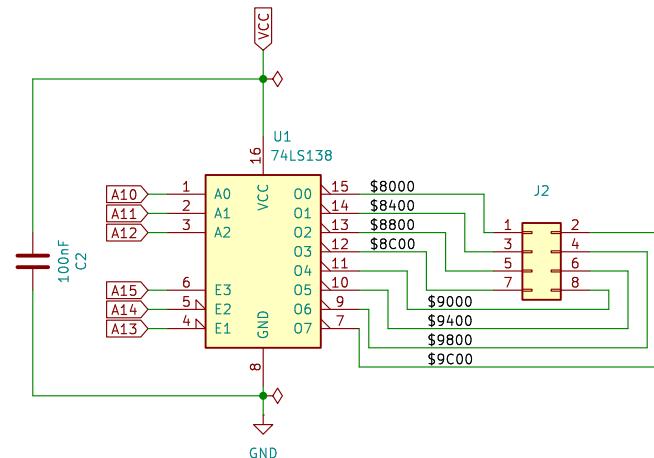 VCC
U1
74LS138
16
VCC
A10 1 A0 O0 15 $8000
A11 2 A1 O1 14 $8400
A12 3 A2 O2 13 $8800
O3 12 $8C00
O4 11
A15 6 E3 O5 10
A14 5 E2 O6 9
A13 4 E1 O7 7
GND
8
100nF
C2
J2
1 2
3 4
5 6
7 8
$9000
$9400
$9800
$9C00
GND